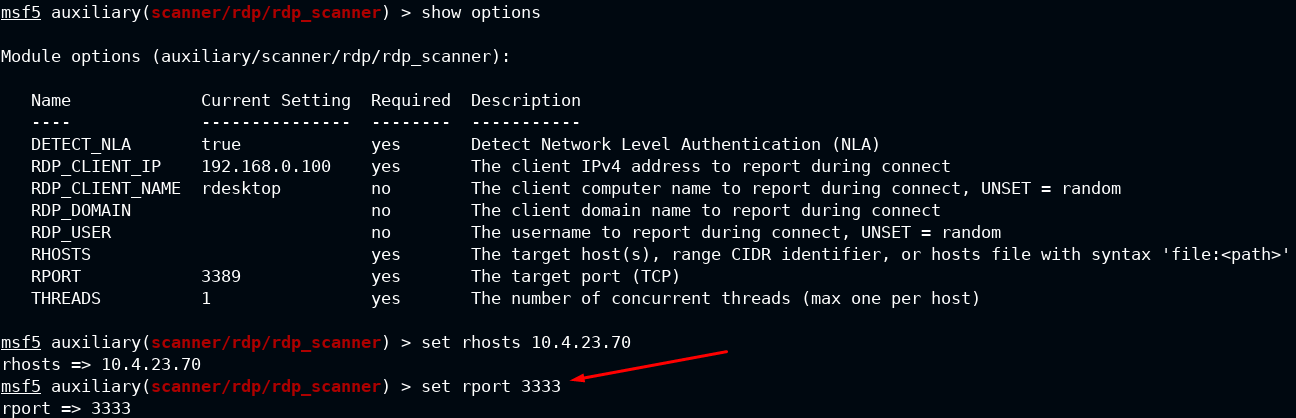 msf5 auxiliary(scanner/rdp/rdp_scanner) > show options
Module options (auxiliary/scanner/rdp/rdp_scanner):
Name Current Setting Required Description
---- --------------- -------- -----------
DETECT_NLA true yes Detect Network Level Authentication (NLA)
RDP_CLIENT_IP 192.168.0.100 yes The client IPv4 address to report during connect
RDP_CLIENT_NAME rdesktop no The client computer name to report during connect, UNSET = random
RDP_DOMAIN no The client domain name to report during connect
RDP_USER no The username to report during connect, UNSET = random
RHOSTS yes The target host(s), range CIDR identifier, or hosts file with syntax 'file:<path>'
RPORT 3389 yes The target port (TCP)
THREADS 1 yes The number of concurrent threads (max one per host)
msf5 auxiliary(scanner/rdp/rdp_scanner) > set rhosts 10.4.23.70
rhosts => 10.4.23.70
msf5 auxiliary(scanner/rdp/rdp_scanner) > set rport 3333
rport => 3333